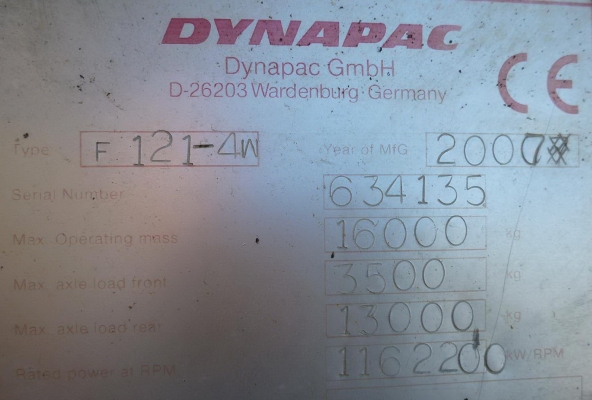 DYNAPAC
Dynapac GmbH
D-26203 Wardenburg Germany
CE
Type F 121-4W Year of MFG 2007
Serial Number 634135
Max. Operating mass 16000 kg
Max. axle load front 3500 kg
Max. axle load rear 13000 kg
Rated power at RPM 1162200 kW/RPM